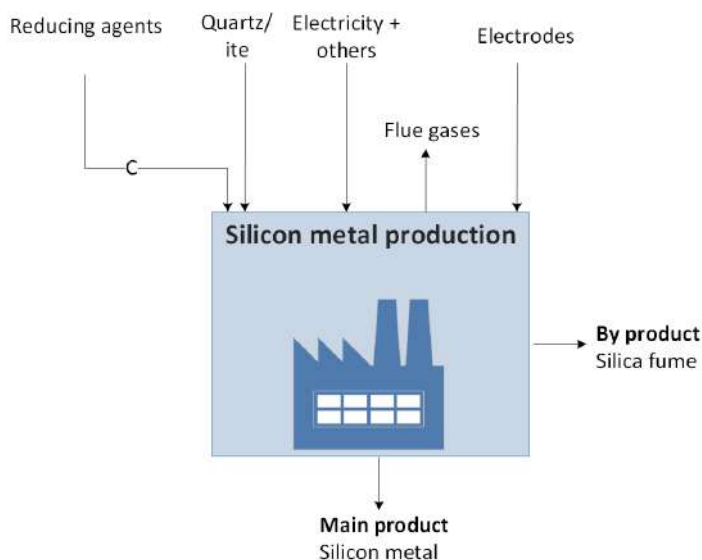 Reducing agents
Quartz/
ite
Electricity +
others
Electrodes
Flue gases
C
Silicon metal production
By product
Silica fume
Main product
Silicon metal